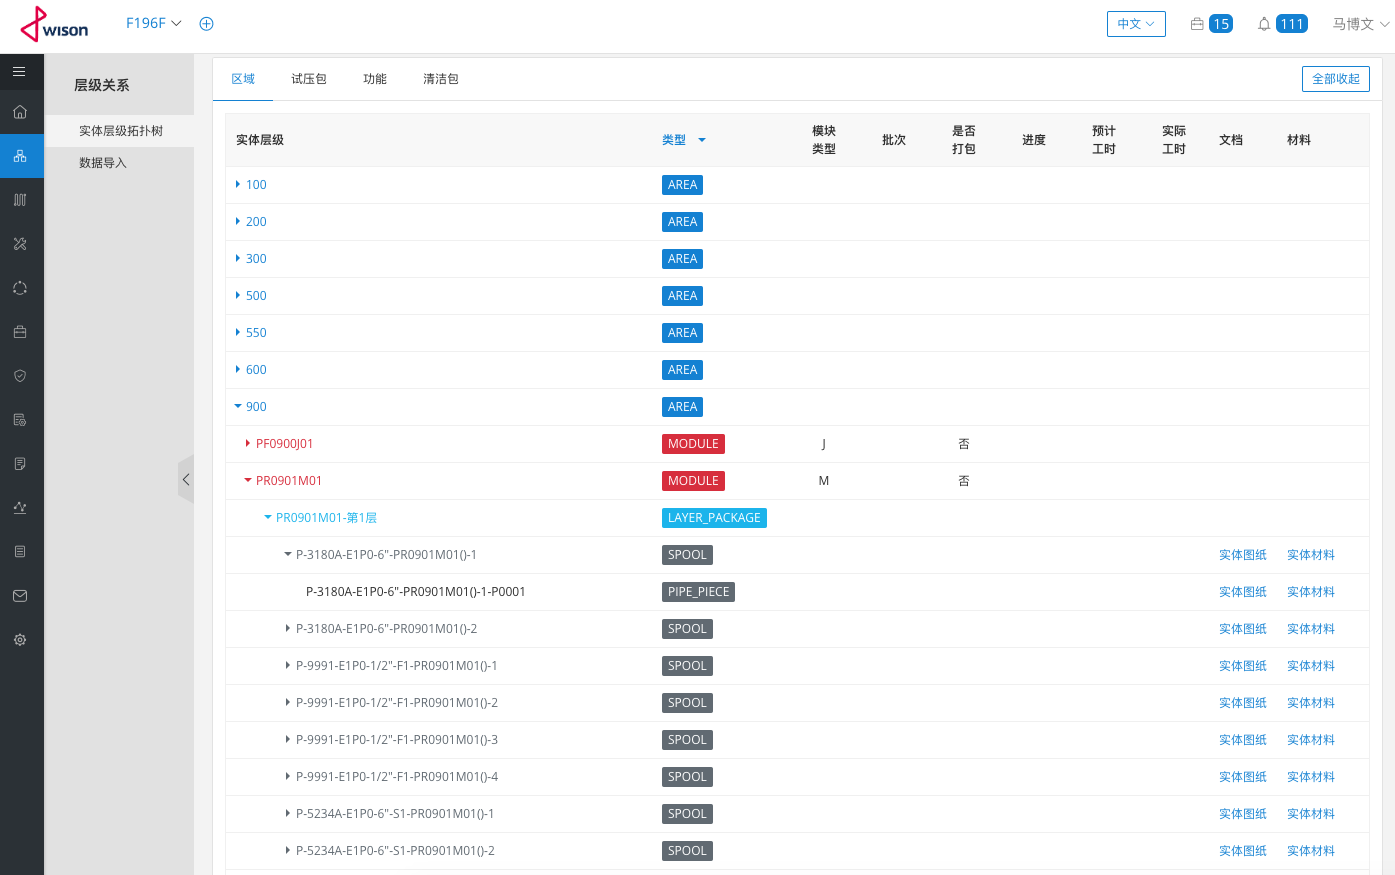 wison F196F 中文 15 111 马博文
层级关系
实体层级拓扑树
数据导入
区域 试压包 功能 清洁包 全部收起
实体层级 类型 模块类型 批次 是否打包 进度 预计工时 实际工时 文档 材料
100 AREA
200 AREA
300 AREA
500 AREA
550 AREA
600 AREA
900 AREA
PF0900J01 MODULE J 否
PR0901M01 MODULE M 否
PR0901M01-第1层 LAYER_PACKAGE
P-3180A-E1P0-6"-PR0901M01()-1 SPOOL 实体图纸 实体材料
P-3180A-E1P0-6"-PR0901M01()-1-P0001 PIPE_PIECE 实体图纸 实体材料
P-3180A-E1P0-6"-PR0901M01()-2 SPOOL 实体图纸 实体材料
P-9991-E1P0-1/2"-F1-PR0901M01()-1 SPOOL 实体图纸 实体材料
P-9991-E1P0-1/2"-F1-PR0901M01()-2 SPOOL 实体图纸 实体材料
P-9991-E1P0-1/2"-F1-PR0901M01()-3 SPOOL 实体图纸 实体材料
P-9991-E1P0-1/2"-F1-PR0901M01()-4 SPOOL 实体图纸 实体材料
P-5234A-E1P0-6"-S1-PR0901M01()-1 SPOOL 实体图纸 实体材料
P-5234A-E1P0-6"-S1-PR0901M01()-2 SPOOL 实体图纸 实体材料